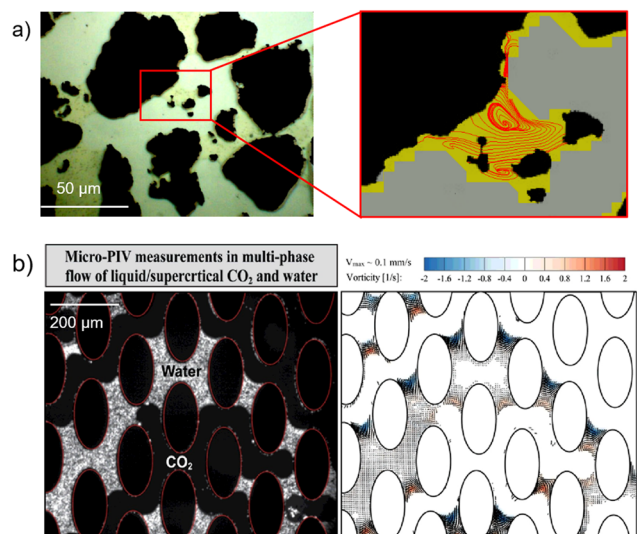 a)
50 µm
b)
Micro-PIV measurements in multi-phase
flow of liquid/supercrtical CO₂ and water
Vmax ~ 0.1 mm/s
Vorticity [1/s]:
-2 -1.6 -1.2 -0.8 -0.4 0 0.4 0.8 1.2 1.6 2
200 µm
Water
CO₂